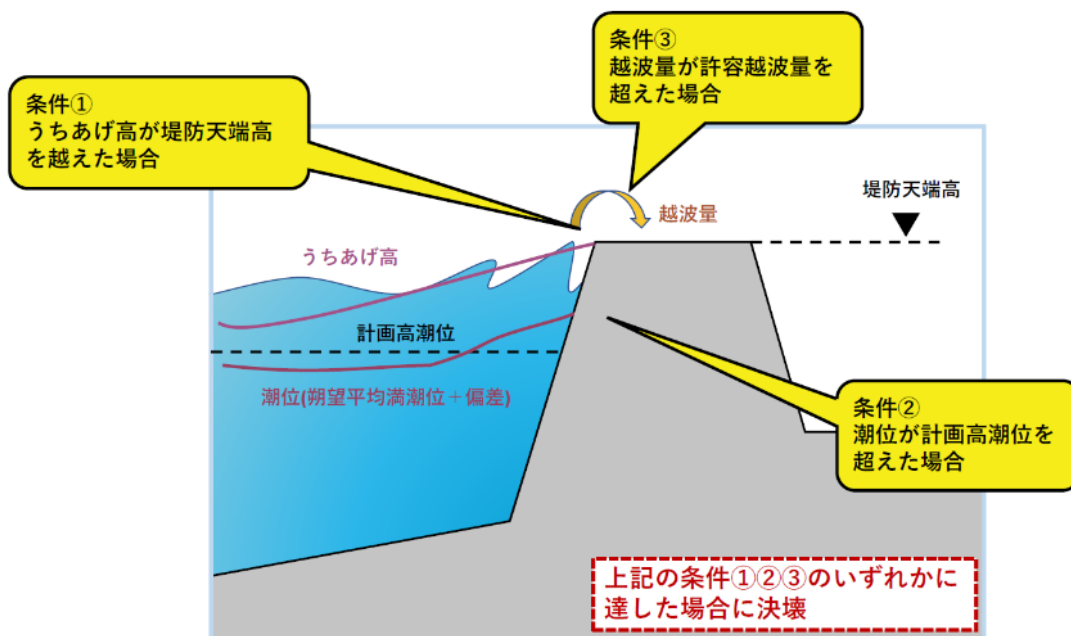 条件③
越波量が許容越波量を
超えた場合
条件①
うちあげ高が堤防天端高
を越えた場合
堤防天端高
越波量
うちあげ高
計画高潮位
潮位(朔望平均満潮位＋偏差)
条件②
潮位が計画高潮位を
超えた場合
上記の条件①②③のいずれかに
達した場合に決壊